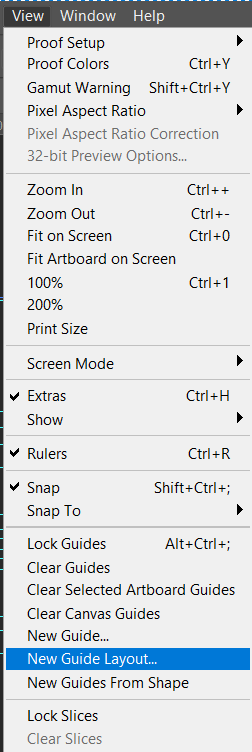 View Window Help
Proof Setup
Proof Colors Ctrl+Y
Gamut Warning Shift+Ctrl+Y
Pixel Aspect Ratio
Pixel Aspect Ratio Correction
32-bit Preview Options...
Zoom In Ctrl++
Zoom Out Ctrl+-
Fit on Screen Ctrl+0
Fit Artboard on Screen
100% Ctrl+1
200%
Print Size
Screen Mode
Extras Ctrl+H
Show
Rulers Ctrl+R
Snap Shift+Ctrl+;
Snap To
Lock Guides Alt+Ctrl+;
Clear Guides
Clear Selected Artboard Guides
Clear Canvas Guides
New Guide...
New Guide Layout...
New Guides From Shape
Lock Slices
Clear Slices